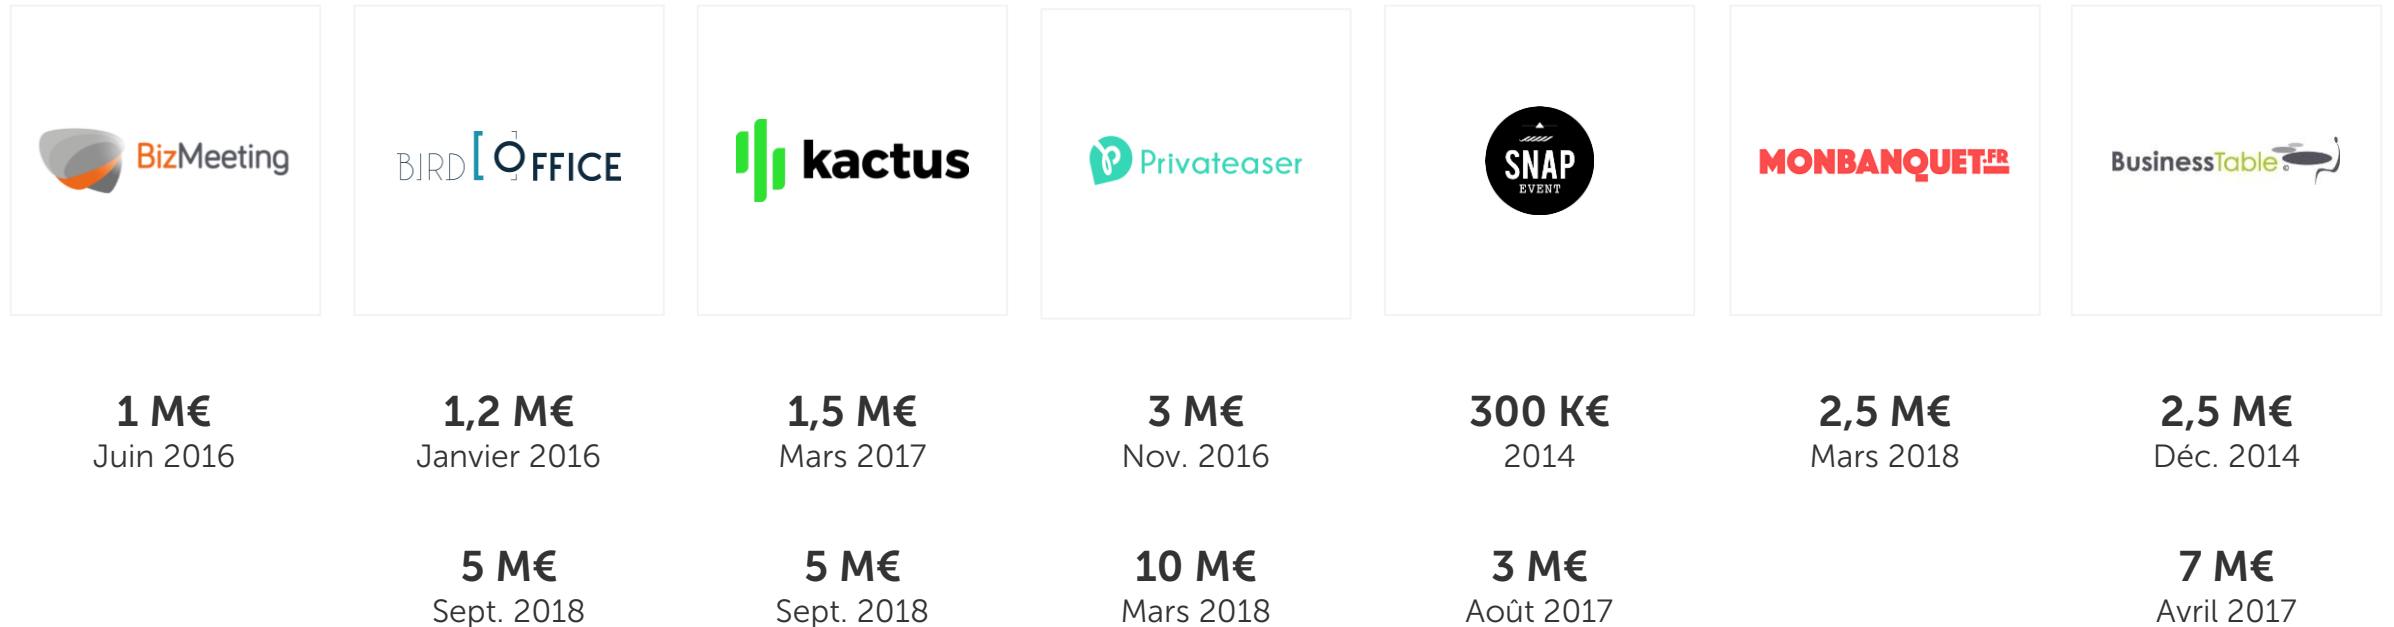 BizMeeting
BIRD OFFICE
kactus
Privateaser
SNAP
EVENT
MONBANQUET.FR
BusinessTable ©
1 M€
Juin 2016
1,2 M€
Janvier 2016
1,5 M€
Mars 2017
3 M€
Nov. 2016
300 K€
2014
2,5 M€
Mars 2018
2,5 M€
Déc. 2014
5 M€
Sept. 2018
5 M€
Sept. 2018
10 M€
Mars 2018
3 M€
Août 2017
7 M€
Avril 2017